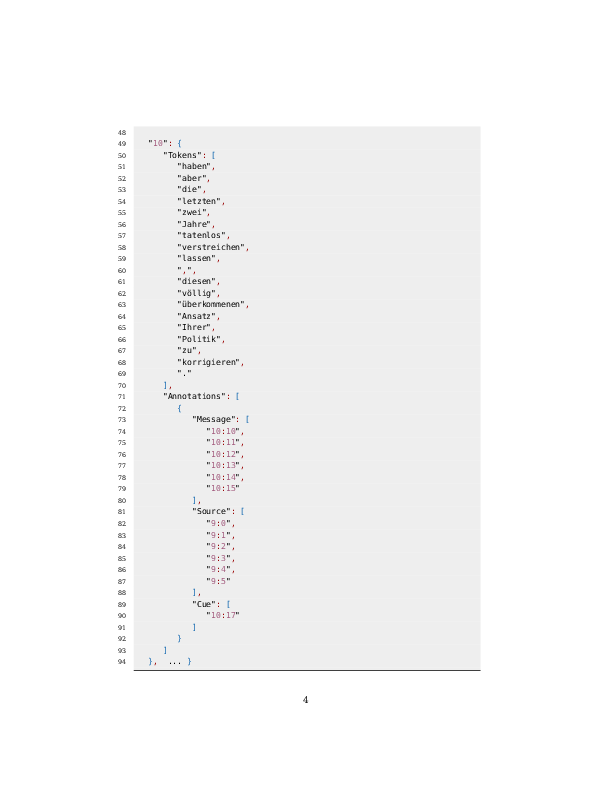 48
49 "10": {
50 "Tokens": [
51 "haben",
52 "aber",
53 "die",
54 "letzten",
55 "zwei",
56 "Jahre",
57 "tatenlos",
58 "verstreichen",
59 "lassen",
60 ",",
61 "diesen",
62 "völlig",
63 "überkommenen",
64 "Ansatz",
65 "Ihrer",
66 "Politik",
67 "zu",
68 "korrigieren",
69 "."
70 ],
71 "Annotations": [
72 {
73 "Message": [
74 "10:10",
75 "10:11",
76 "10:12",
77 "10:13",
78 "10:14",
79 "10:15"
80 ],
81 "Source": [
82 "9:0",
83 "9:1",
84 "9:2",
85 "9:3",
86 "9:4",
87 "9:5"
88 ],
89 "Cue": [
90 "10:17"
91 ]
92 }
93 ]
94 }, ... }
4